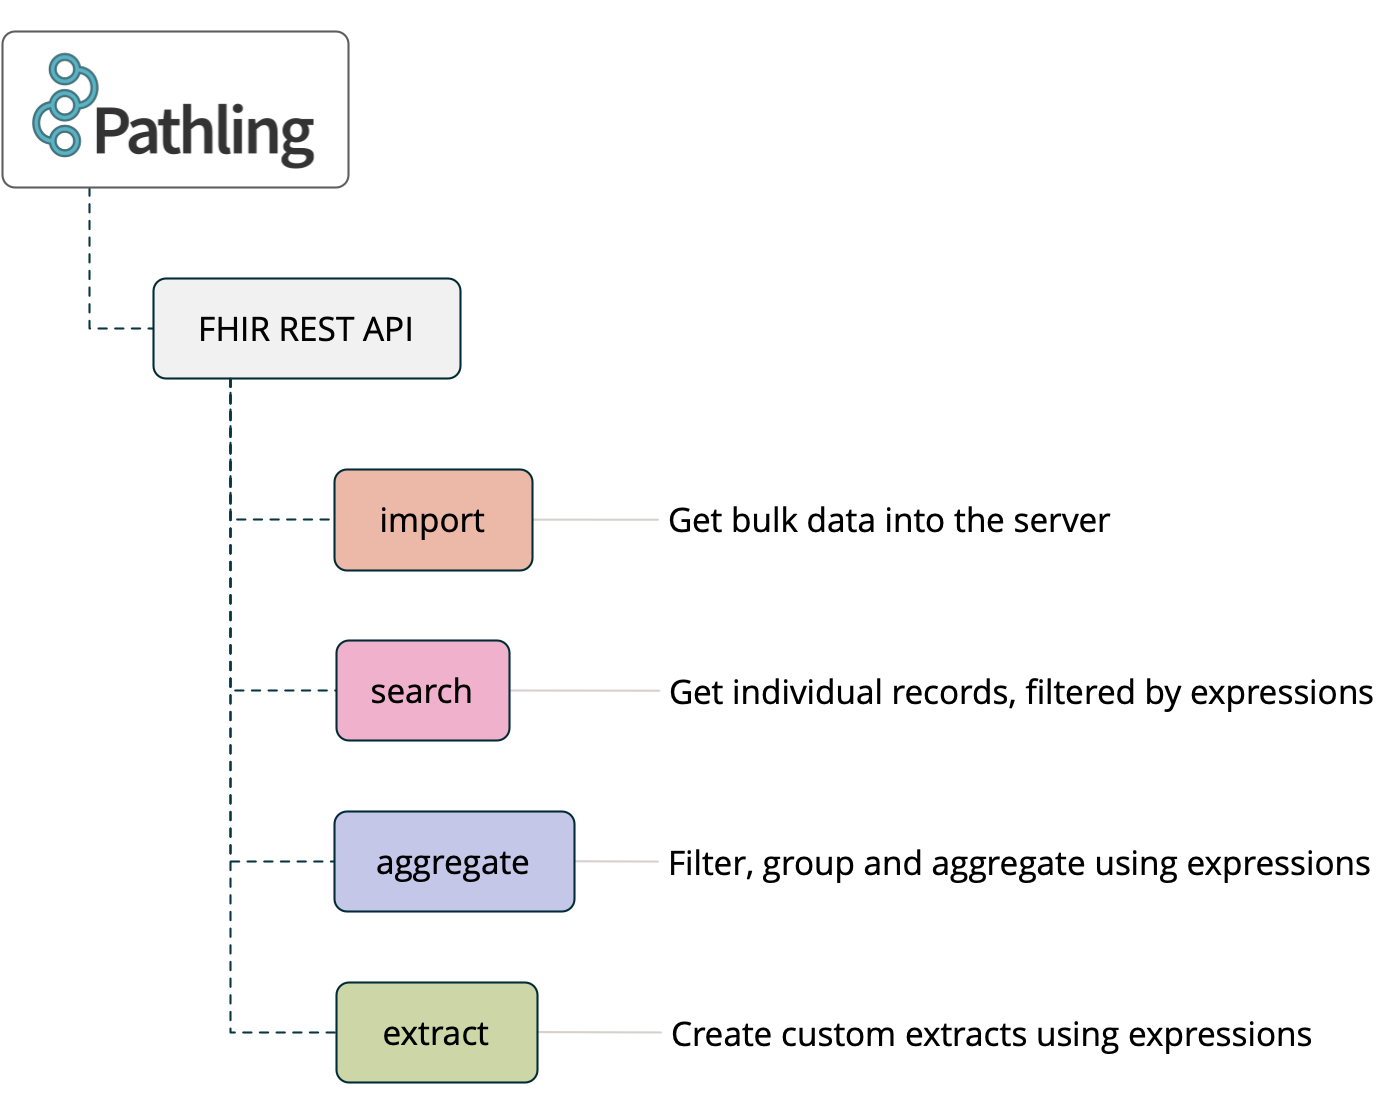 Pathling
FHIR REST API
import
Get bulk data into the server
search
Get individual records, filtered by expressions
aggregate
Filter, group and aggregate using expressions
extract
Create custom extracts using expressions